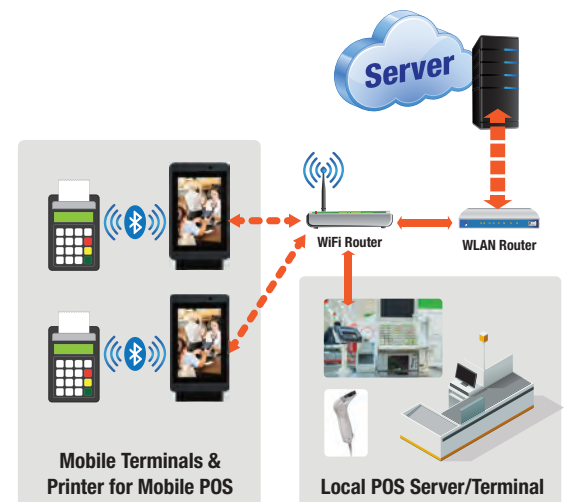 Server
WiFi Router
WLAN Router
Mobile Terminals &
Printer for Mobile POS
Local POS Server/Terminal